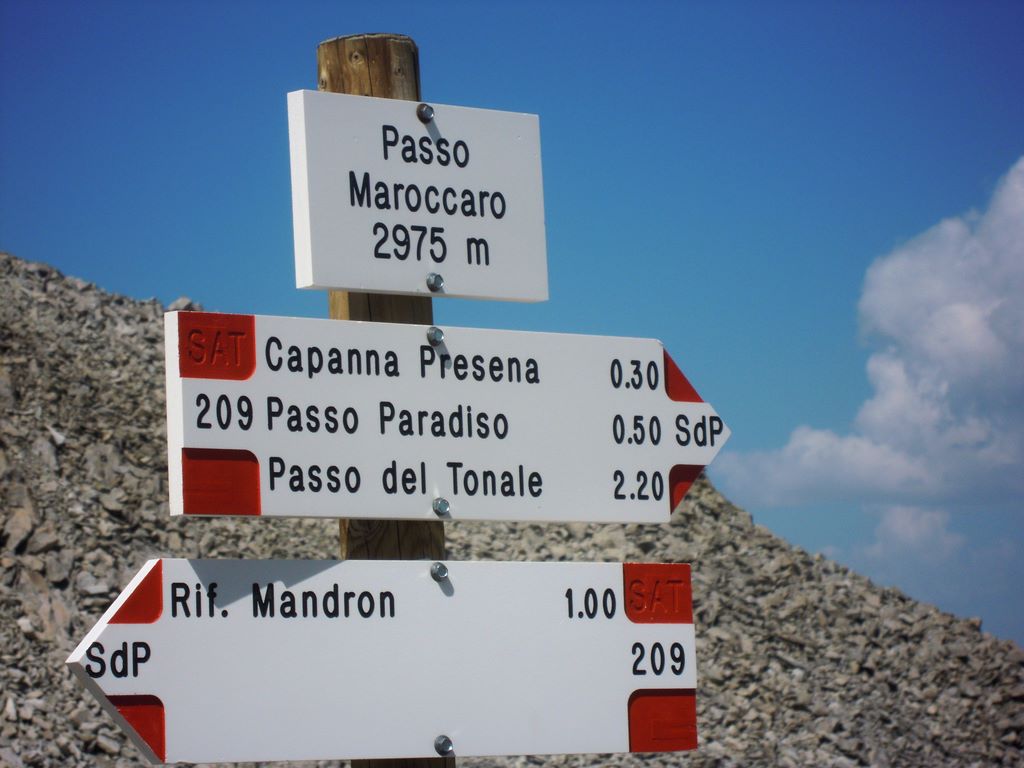 Passo
Maroccaro
2975 m
SAT Capanna Presena 0.30
209 Passo Paradiso 0.50 SdP
Passo del Tonale 2.20
Rif. Mandron 1.00 SAT
SdP 209